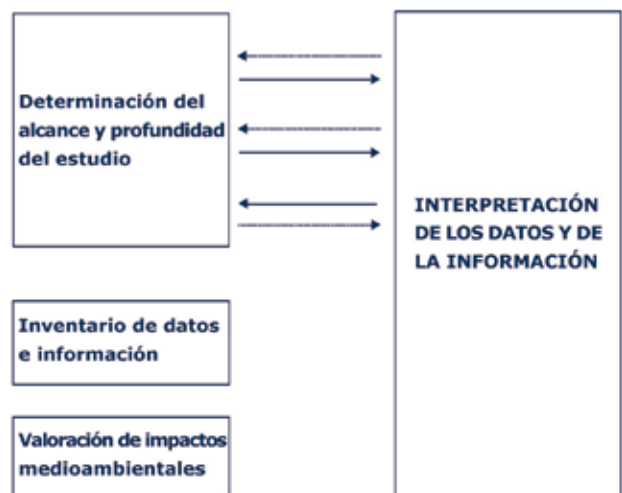 Determinación del
alcance y profundidad
del estudio
INTERPRETACIÓN
DE LOS DATOS Y DE
LA INFORMACIÓN
Inventario de datos
e información
Valoración de impactos
medioambientales